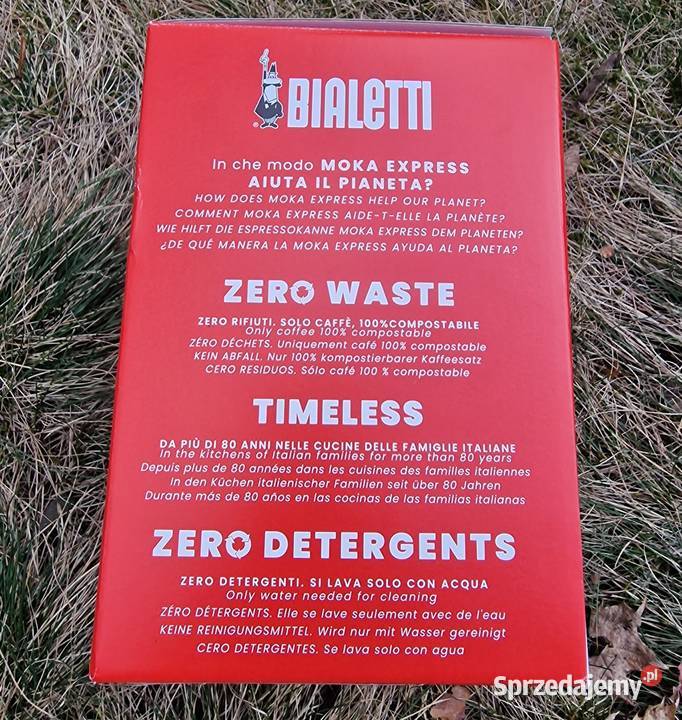 BIALETTI
In che modo MOKA EXPRESS
AIUTA IL PIANETA?
HOW DOES MOKA EXPRESS HELP OUR PLANET?
COMMENT MOKA EXPRESS AIDE-T-ELLE LA PLANÈTE?
WIE HILFT DIE ESPRESSOKANNE MOKA EXPRESS DEM PLANETEN?
¿DE QUÉ MANERA LA MOKA EXPRESS AYUDA AL PLANETA?
ZERO WASTE
ZERO RIFIUTI. SOLO CAFFÈ, 100%COMPOSTABILE
Only coffee 100% compostable
ZÉRO DÉCHETS. Uniquement café 100% compostable
KEIN ABFALL. Nur 100% kompostierbarer Kaffeesatz
CERO RESIDUOS. Sólo café 100 % compostable
TIMELESS
DA PIÙ DI 80 ANNI NELLE CUCINE DELLE FAMIGLIE ITALIANE
In the kitchens of Italian families for more than 80 years
Depuis plus de 80 années dans les cuisines des familles italiennes
In den Küchen italienischer Familien seit über 80 Jahren
Durante más de 80 años en las cocinas de las familias italianas
ZERO DETERGENTS
ZERO DETERGENTI. SI LAVA SOLO CON ACQUA
Only water needed for cleaning
ZÉRO DÉTERGENTS. Elle se lave seulement avec de l'eau
KEINE REINIGUNGSMITTEL. Wird nur mit Wasser gereinigt
CERO DETERGENTES. Se lava solo con agua
Sprzedajemy.pl